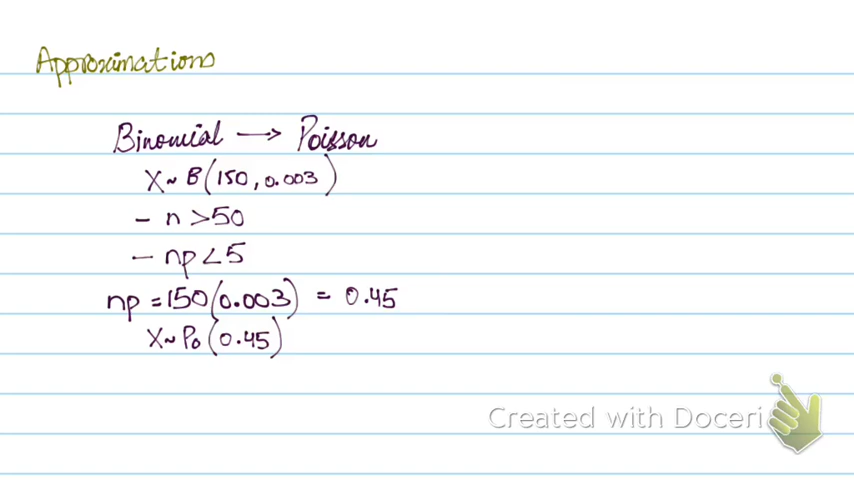 Approximations
Binomial → Poisson
X ~ B(150, 0.003)
- n > 50
- np < 5
np = 150(0.003) = 0.45
X ~ Po(0.45)
Created with Doceri